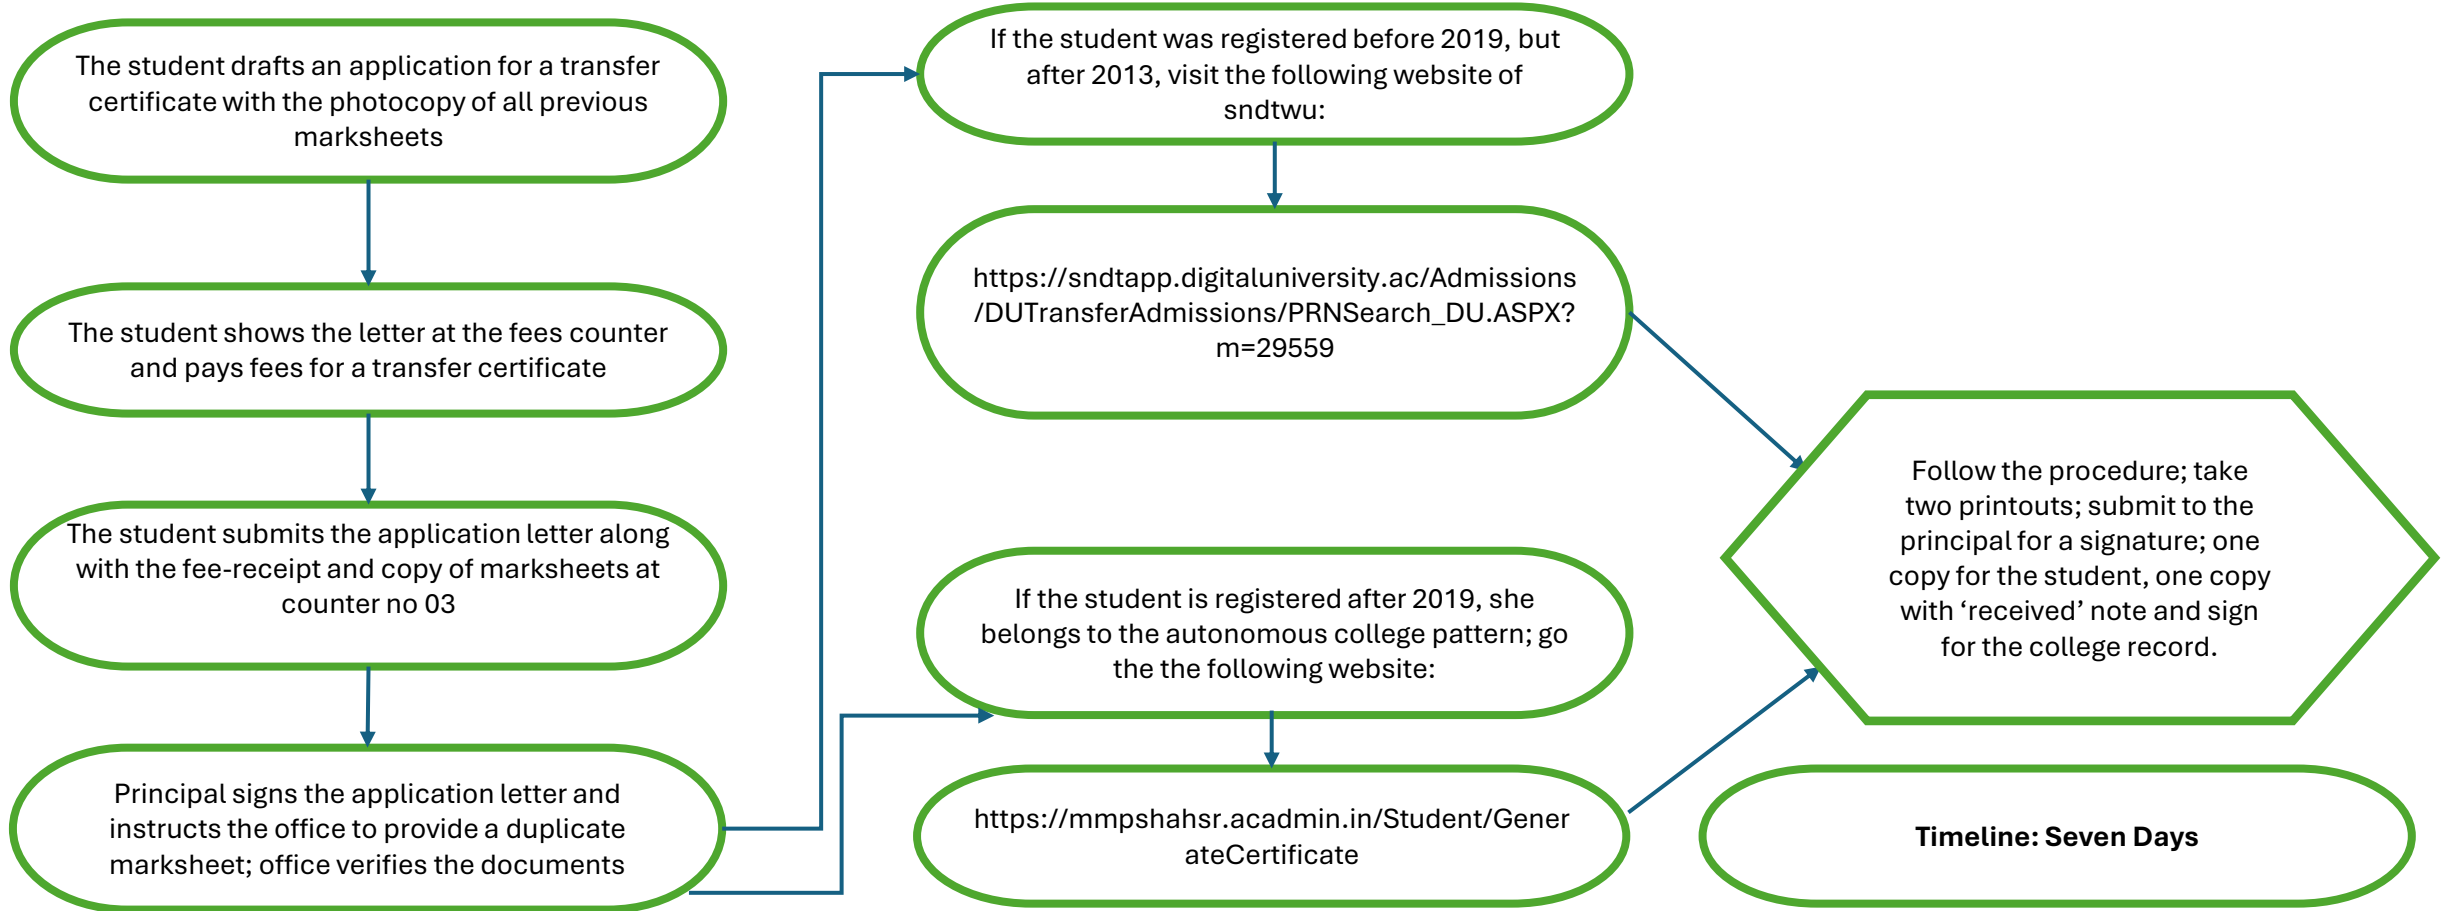 The student drafts an application for a transfer
certificate with the photocopy of all previous
marksheets
The student shows the letter at the fees counter
and pays fees for a transfer certificate
The student submits the application letter along
with the fee-receipt and copy of marksheets at
counter no 03
Principal signs the application letter and
instructs the office to provide a duplicate
marksheet; office verifies the documents
If the student was registered before 2019, but
after 2013, visit the following website of
sndtwu:
https://sndtapp.digitaluniversity.ac/Admissions
/DUTransferAdmissions/PRNSearch_DU.ASPX?
m=29559
If the student is registered after 2019, she
belongs to the autonomous college pattern; go
the the following website:
https://mmpshahsr.acadmin.in/Student/Gener
ateCertificate
Follow the procedure; take
two printouts; submit to the
principal for a signature; one
copy for the student, one copy
with ‘received’ note and sign
for the college record.
Timeline: Seven Days